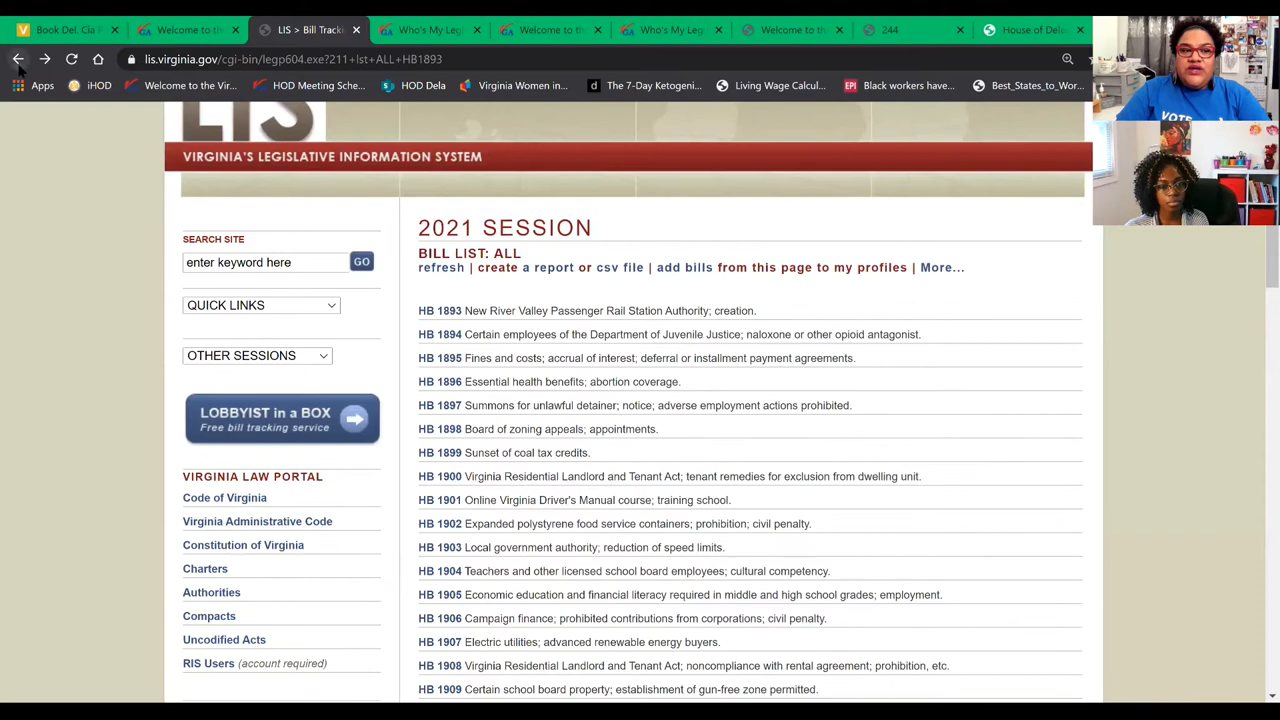 Book Del. Cia P
Welcome to the
LIS > Bill Tracki
Who's My Leg
Welcome to the
Who's My Leg
Welcome to the
244
House of Dele
lis.virginia.gov/cgi-bin/legp604.exe?211+lst+ALL+HB1893
Apps
iHOD
Welcome to the Vir...
HOD Meeting Sche...
HOD Dela
Virginia Women in...
The 7-Day Ketogeni...
Living Wage Calcul...
EPI Black workers have...
Best_States_to_Wor...
VOTE
LIS
VIRGINIA'S LEGISLATIVE INFORMATION SYSTEM
SEARCH SITE
enter keyword here GO
QUICK LINKS
OTHER SESSIONS
LOBBYIST in a BOX
Free bill tracking service
VIRGINIA LAW PORTAL
Code of Virginia
Virginia Administrative Code
Constitution of Virginia
Charters
Authorities
Compacts
Uncodified Acts
RIS Users (account required)
2021 SESSION
BILL LIST: ALL
refresh | create a report or csv file | add bills from this page to my profiles | More...
HB 1893 New River Valley Passenger Rail Station Authority; creation.
HB 1894 Certain employees of the Department of Juvenile Justice; naloxone or other opioid antagonist.
HB 1895 Fines and costs; accrual of interest; deferral or installment payment agreements.
HB 1896 Essential health benefits; abortion coverage.
HB 1897 Summons for unlawful detainer; notice; adverse employment actions prohibited.
HB 1898 Board of zoning appeals; appointments.
HB 1899 Sunset of coal tax credits.
HB 1900 Virginia Residential Landlord and Tenant Act; tenant remedies for exclusion from dwelling unit.
HB 1901 Online Virginia Driver's Manual course; training school.
HB 1902 Expanded polystyrene food service containers; prohibition; civil penalty.
HB 1903 Local government authority; reduction of speed limits.
HB 1904 Teachers and other licensed school board employees; cultural competency.
HB 1905 Economic education and financial literacy required in middle and high school grades; employment.
HB 1906 Campaign finance; prohibited contributions from corporations; civil penalty.
HB 1907 Electric utilities; advanced renewable energy buyers.
HB 1908 Virginia Residential Landlord and Tenant Act; noncompliance with rental agreement; prohibition, etc.
HB 1909 Certain school board property; establishment of gun-free zone permitted.